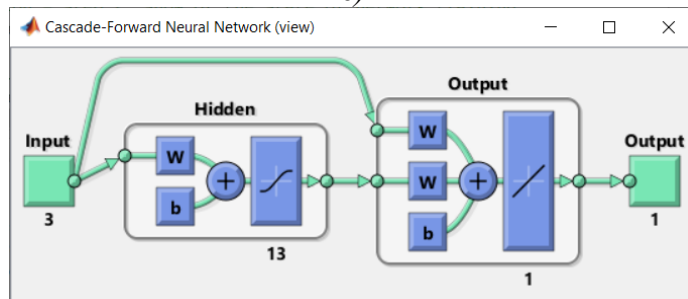 Cascade-Forward Neural Network (view)
Output
Hidden
Input
Output
W
W
W
b
b
3
13
1
1